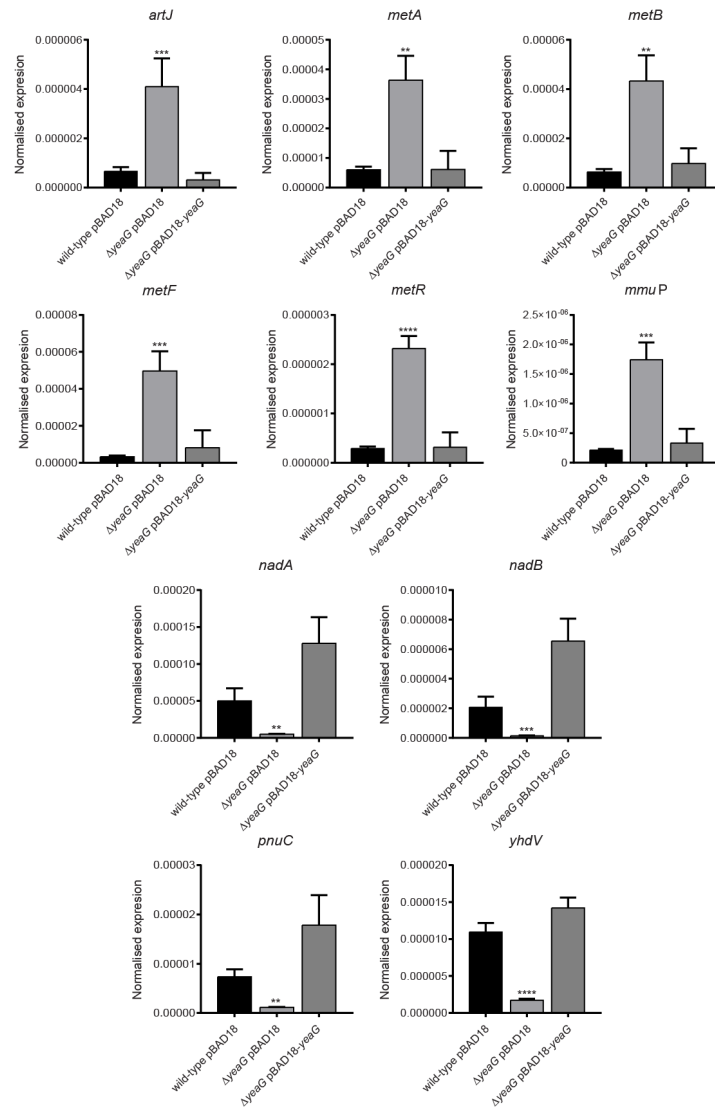 artJ
Normalised expresion
0.000006
0.000004
0.000002
0.000000
***
wild-type pBAD18
ΔyeaG pBAD18
ΔyeaG pBAD18-yeaG
metA
Normalised expresion
0.00005
0.00004
0.00003
0.00002
0.00001
0.00000
**
wild-type pBAD18
ΔyeaG pBAD18
ΔyeaG pBAD18-yeaG
metB
Normalised expresion
0.00006
0.00004
0.00002
0.00000
**
wild-type pBAD18
ΔyeaG pBAD18
ΔyeaG pBAD18-yeaG
metF
Normalised expresion
0.00008
0.00006
0.00004
0.00002
0.00000
***
wild-type pBAD18
ΔyeaG pBAD18
ΔyeaG pBAD18-yeaG
metR
Normalised expresion
0.000003
0.000002
0.000001
0.000000
****
wild-type pBAD18
ΔyeaG pBAD18
ΔyeaG pBAD18-yeaG
mmuP
Normalised expresion
2.5×10⁻⁰⁶
2.0×10⁻⁰⁶
1.5×10⁻⁰⁶
1.0×10⁻⁰⁶
5.0×10⁻⁰⁷
0
***
wild-type pBAD18
ΔyeaG pBAD18
ΔyeaG pBAD18-yeaG
nadA
Normalised expresion
0.00020
0.00015
0.00010
0.00005
0.00000
**
wild-type pBAD18
ΔyeaG pBAD18
ΔyeaG pBAD18-yeaG
nadB
Normalised expresion
0.000010
0.000008
0.000006
0.000004
0.000002
0.000000
***
wild-type pBAD18
ΔyeaG pBAD18
ΔyeaG pBAD18-yeaG
pnuC
Normalised expresion
0.00003
0.00002
0.00001
0.00000
**
wild-type pBAD18
ΔyeaG pBAD18
ΔyeaG pBAD18-yeaG
yhdV
Normalised expresion
0.000020
0.000015
0.000010
0.000005
0.000000
****
wild-type pBAD18
ΔyeaG pBAD18
ΔyeaG pBAD18-yeaG